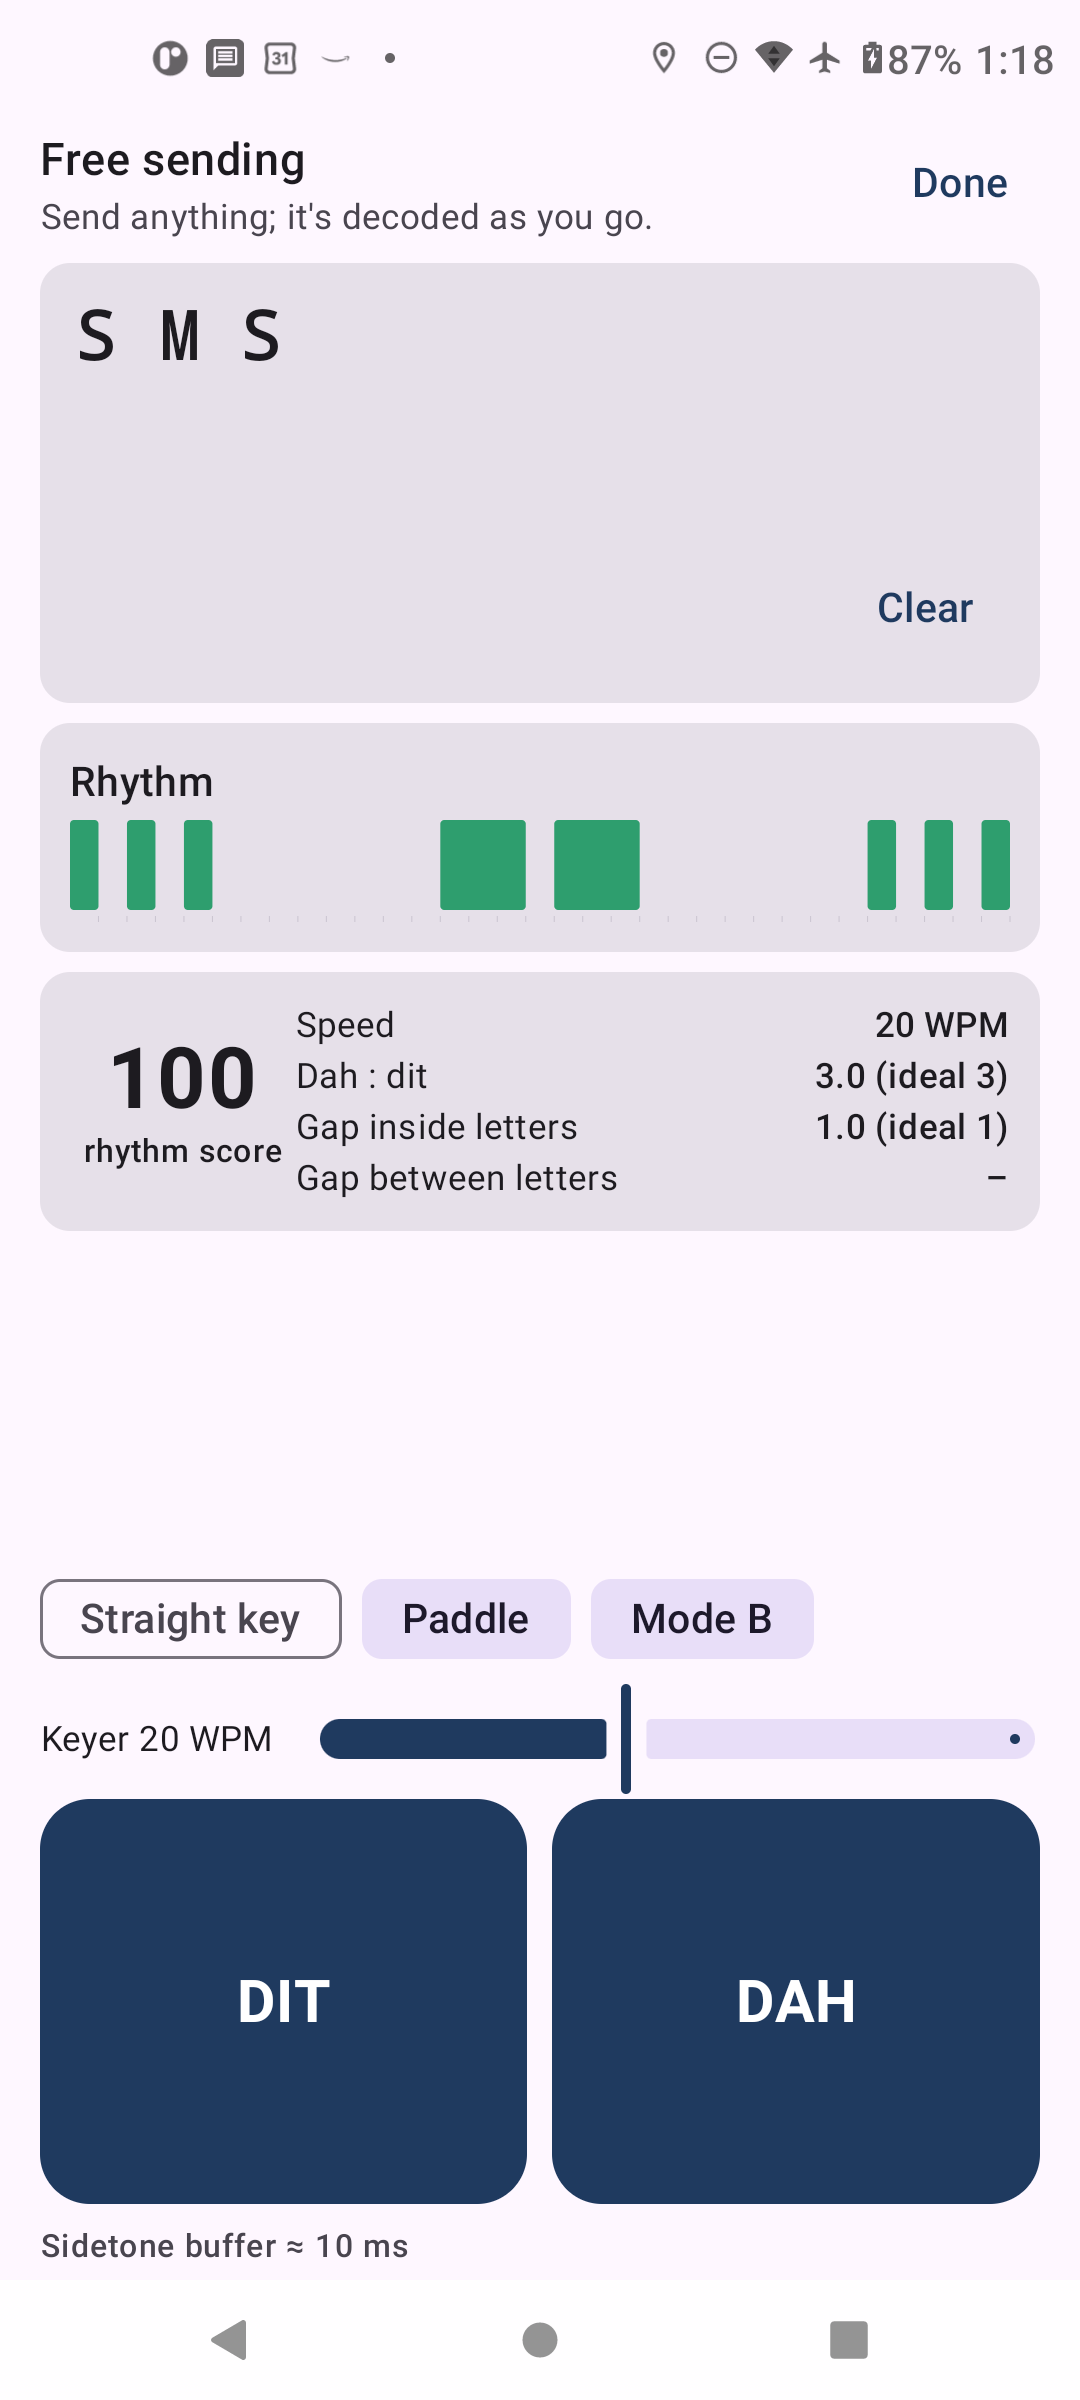 31 87% 1:18
Free sending
Send anything; it's decoded as you go.
Done
S M S
Clear
Rhythm
100
rhythm score
Speed 20 WPM
Dah : dit 3.0 (ideal 3)
Gap inside letters 1.0 (ideal 1)
Gap between letters –
Straight key Paddle Mode B
Keyer 20 WPM
DIT DAH
Sidetone buffer ≈ 10 ms